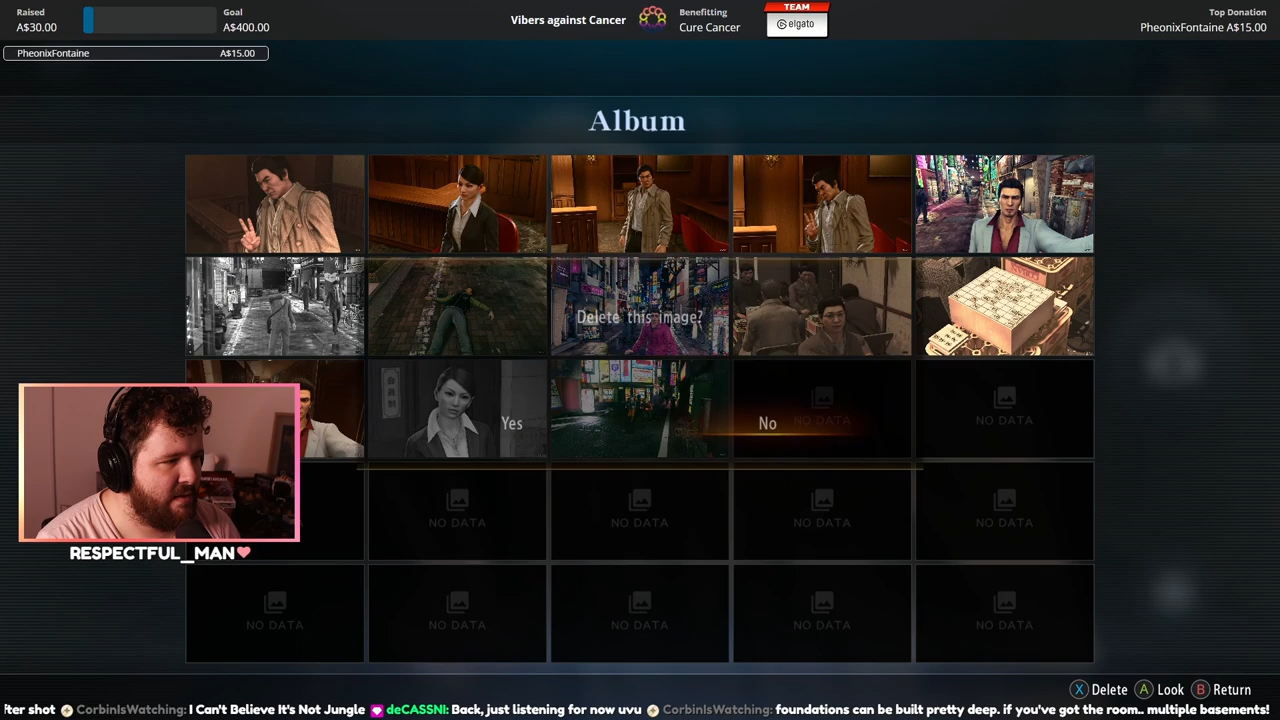 Raised
A$30.00
Goal
A$400.00
Vibers against Cancer
Benefitting
Cure Cancer
TEAM
elgato
Top Donation
PheonixFontaine A$15.00
PheonixFontaine A$15.00
Album
Delete this image?
Yes
No
NO DATA
NO DATA
NO DATA
NO DATA
NO DATA
NO DATA
RESPECTFUL_MAN
NO DATA
NO DATA
NO DATA
NO DATA
NO DATA
X Delete A Look B Return
ter shot CorbinIsWatching: I Can't Believe It's Not Jungle deCASSNI: Back, just listening for now uvu CorbinIsWatching: foundations can be built pretty deep. if you've got the room.. multiple basements!